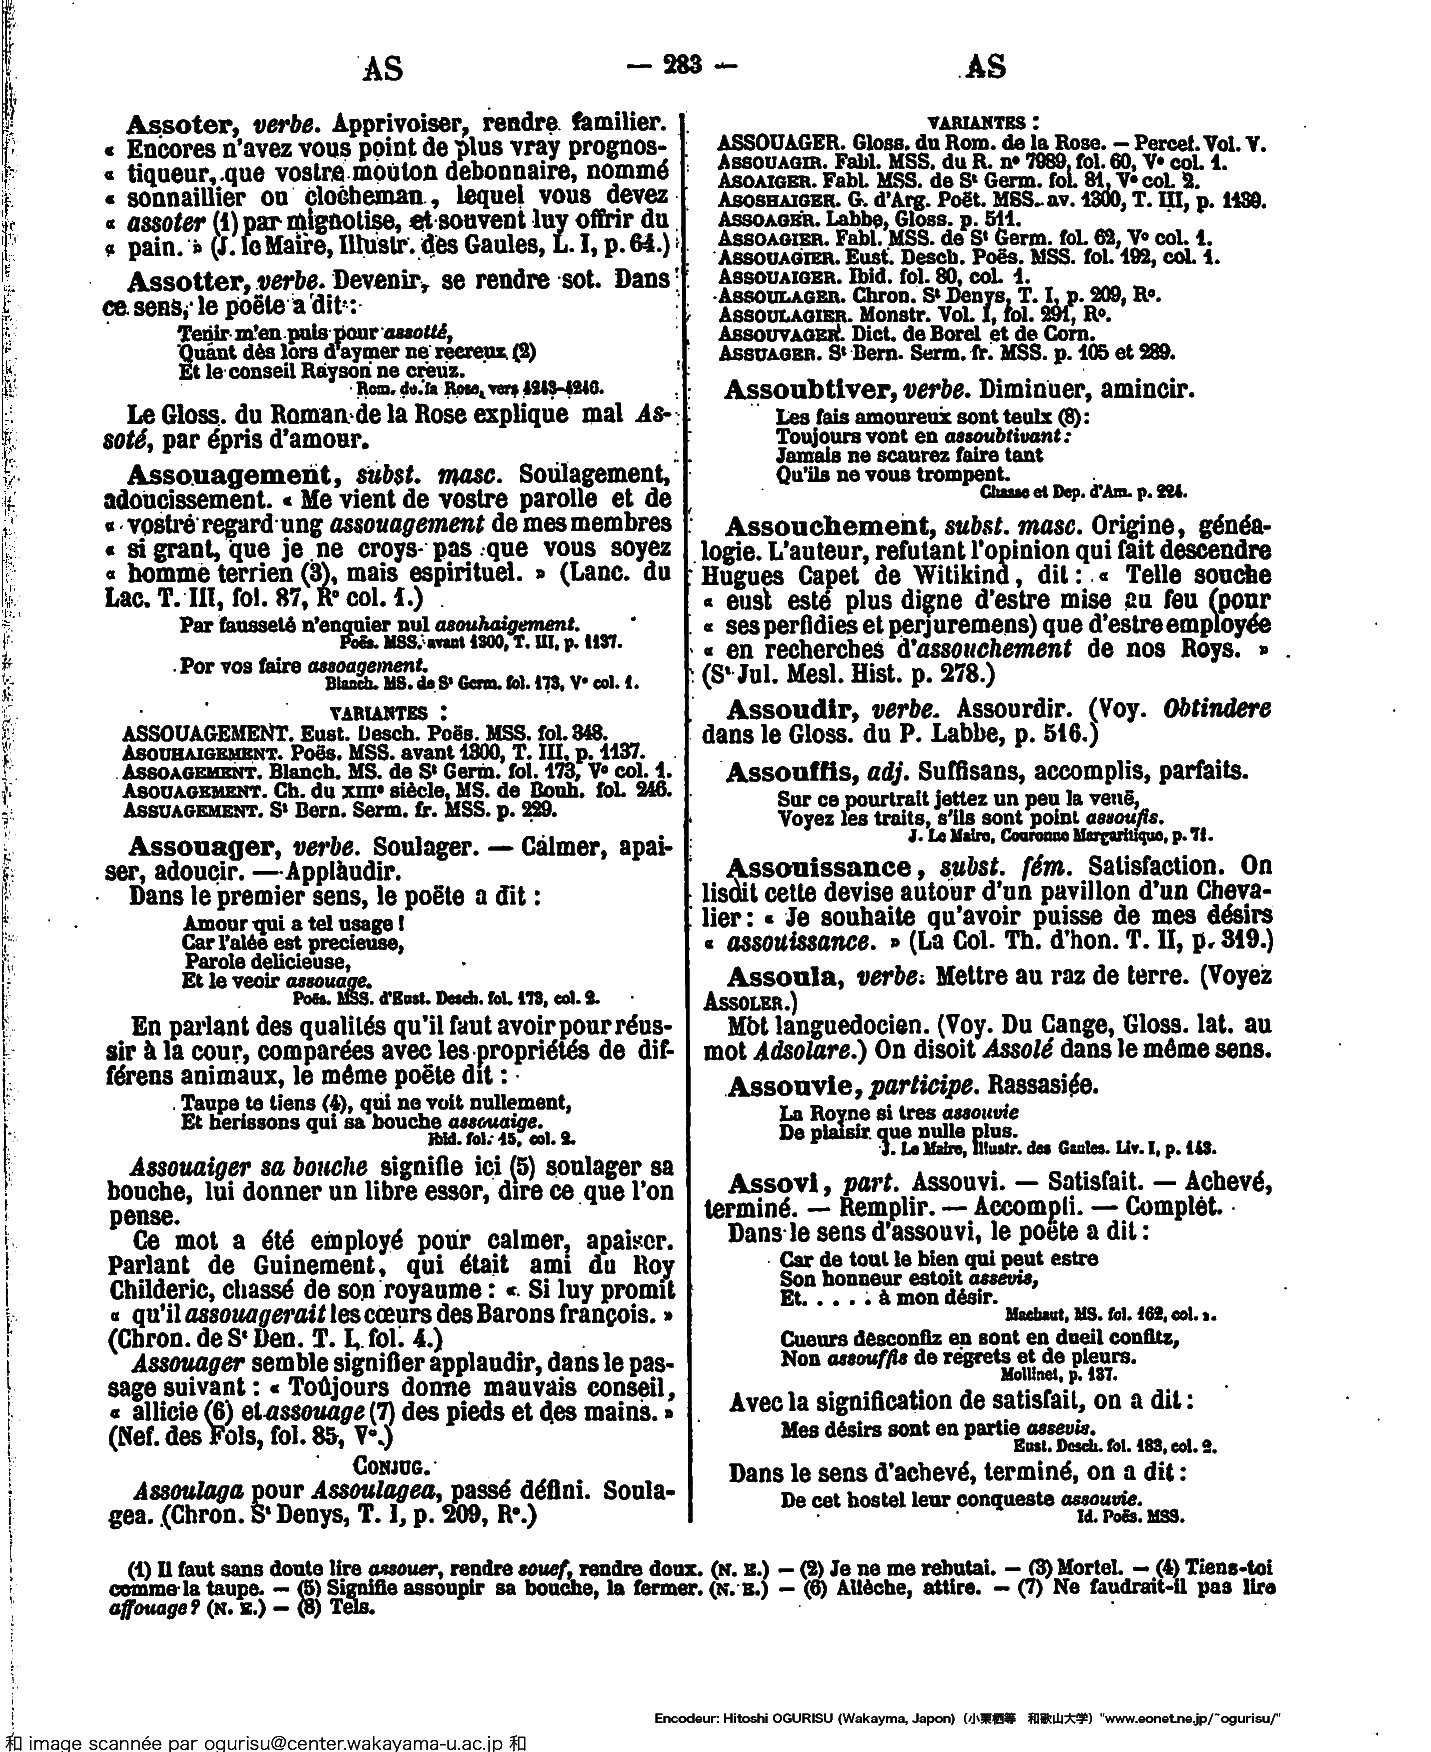 AS
— 283 —
AS
Assoter, verbe. Apprivoiser, rendre familier.
« Encores n'avez vous point de plus vray prognos-
« tiqueur, que vostre mouton debonnaire, nommé
« sonnaillier ou clocheman, lequel vous devez
« assoter (1) par mignotise, et souvent luy offrir du
« pain. » (J. le Maire, Illustr. des Gaules, L. I, p. 64.)
Assotter, verbe. Devenir, se rendre sot. Dans
ce sens, le poëte a dit :
Tenir m'en puis pour assotté,
Quant dès lors d'aymer ne recreux (2)
Et le conseil Rayson ne creuz.
Rom. de la Rose, vers 4243-4246.
Le Gloss. du Roman de la Rose explique mal As-
soté, par épris d'amour.
Assouagement, subst. masc. Soulagement,
adoucissement. « Me vient de vostre parolle et de
« vostre regard ung assouagement de mes membres
« si grant, que je ne croys pas que vous soyez
« homme terrien (3), mais espirituel. » (Lanc. du
Lac. T. III, fol. 87, R° col. 1.)
Par fausseté n'enquier nul asouhaigement.
Poës. MSS. avant 1300, T. III, p. 1137.
Por vos faire assoagement.
Blanch. MS. de St Germ. fol. 173, V° col. 1.
VARIANTES :
ASSOUAGEMENT. Eust. Desch. Poës. MSS. fol. 348.
ASOUHAIGEMENT. Poës. MSS. avant 1300, T. III, p. 1137.
ASSOAGEMENT. Blanch. MS. de St Germ. fol. 173, V° col. 1.
ASOUAGEMENT. Ch. du XIIIe siècle, MS. de Bouh. fol. 246.
ASSUAGEMENT. St Bern. Serm. fr. MSS. p. 229.
Assouager, verbe. Soulager. — Calmer, apai-
ser, adoucir. — Applaudir.
Dans le premier sens, le poëte a dit :
Amour qui a tel usage !
Car l'alée est precieuse,
Parole delicieuse,
Et le veoir assouage.
Poës. MSS. d'Eust. Desch. fol. 173, col. 2.
En parlant des qualités qu'il faut avoir pour réus-
sir à la cour, comparées avec les propriétés de dif-
férens animaux, le même poëte dit :
Taupe te tiens (4), qui ne voit nullement,
Et herissons qui sa bouche assouaige.
Ibid. fol. 15, col. 2.
Assouaiger sa bouche signifie ici (5) soulager sa
bouche, lui donner un libre essor, dire ce que l'on
pense.
Ce mot a été employé pour calmer, apaiser.
Parlant de Guinement, qui était ami du Roy
Childeric, chassé de son royaume : « Si luy promit
« qu'il assouagerait les cœurs des Barons françois. »
(Chron. de St Den. T. I, fol. 4.)
Assouager semble signifier applaudir, dans le pas-
sage suivant : « Toûjours donne mauvais conseil,
« allicie (6) et assouage (7) des pieds et des mains. »
(Nef. des Fols, fol. 85, V°.)
CONJUG.
Assoulaga pour Assoulagea, passé défini. Soula-
gea. (Chron. St Denys, T. I, p. 209, R°.)
VARIANTES :
ASSOUAGER. Gloss. du Rom. de la Rose. — Percef. Vol. V.
ASSOUAGIR. Fabl. MSS. du R. n° 7989, fol. 60, V° col. 1.
ASOAIGER. Fabl. MSS. de St Germ. fol. 81, V° col. 2.
ASOSHAIGER. G. d'Arg. Poët. MSS. av. 1300, T. III, p. 1139.
ASSOAGER. Labbe, Gloss. p. 511.
ASSOAGIER. Fabl. MSS. de St Germ. fol. 62, V° col. 1.
ASSOUAGIER. Eust. Desch. Poës. MSS. fol. 192, col. 1.
ASSOUAIGER. Ibid. fol. 80, col. 1.
ASSOULAGER. Chron. St Denys, T. I, p. 209, R°.
ASSOULAGIER. Monstr. Vol. I, fol. 291, R°.
ASSOUVAGER. Dict. de Borel et de Corn.
ASSUAGER. St Bern. Serm. fr. MSS. p. 105 et 289.
Assoubtiver, verbe. Diminuer, amincir.
Les fais amoureux sont teulx (8) :
Toujours vont en assoubtivant :
Jamais ne scaurez faire tant
Qu'ils ne vous trompent.
Chasse et Dep. d'Am. p. 224.
Assouchement, subst. masc. Origine, généa-
logie. L'auteur, refutant l'opinion qui fait descendre
Hugues Capet de Witikind, dit : « Telle souche
« eust esté plus digne d'estre mise au feu (pour
« ses perfidies et perjuremens) que d'estre employée
« en recherches d'assouchement de nos Roys. »
(St Jul. Mesl. Hist. p. 278.)
Assoudir, verbe. Assourdir. (Voy. Obtindere
dans le Gloss. du P. Labbe, p. 516.)
Assouffis, adj. Suffisans, accomplis, parfaits.
Sur ce pourtrait jettez un peu la veuë,
Voyez les traits, s'ils sont point assoufis.
J. Le Maire, Couronne Margaritique, p. 71.
Assouissance, subst. fém. Satisfaction. On
lisait cette devise autour d'un pavillon d'un Cheva-
lier : « Je souhaite qu'avoir puisse de mes désirs
« assouissance. » (La Col. Th. d'hon. T. II, p. 319.)
Assoula, verbe. Mettre au raz de terre. (Voyez
ASSOLER.)
Mot languedocien. (Voy. Du Cange, Gloss. lat. au
mot Adsolare.) On disoit Assolé dans le même sens.
Assouvie, participe. Rassasiée.
La Royne si tres assouvie
De plaisir que nulle plus.
J. Le Maire, Illustr. des Gaules. Liv. I, p. 143.
Assovi, part. Assouvi. — Satisfait. — Achevé,
terminé. — Remplir. — Accompli. — Complèt.
Dans le sens d'assouvi, le poëte a dit :
Car de tout le bien qui peut estre
Son honneur estoit assevis,
Et. . . . . à mon désir.
Machaut, MS. fol. 162, col. 1.
Cueurs desconfiz en sont en dueil confitz,
Non assouffis de regrets et de pleurs.
Mollinet, p. 137.
Avec la signification de satisfait, on a dit :
Mes désirs sont en partie assevis.
Eust. Desch. fol. 183, col. 2.
Dans le sens d'achevé, terminé, on a dit :
De cet hostel leur conqueste assouvie.
Id. Poës. MSS.
(1) Il faut sans doute lire assouer, rendre souef, rendre doux. (N. E.) — (2) Je ne me rebutai. — (3) Mortel. — (4) Tiens-toi
comme la taupe. — (5) Signifie assoupir sa bouche, la fermer. (N. E.) — (6) Allèche, attire. — (7) Ne faudrait-il pas lire
affouage? (N. E.) — (8) Tels.
Encodeur: Hitoshi OGURISU (Wakayma, Japon) (小栗栖等 和歌山大学) "www.eonet.ne.jp/~ogurisu/"
和 image scannée par ogurisu@center.wakayama-u.ac.jp 和